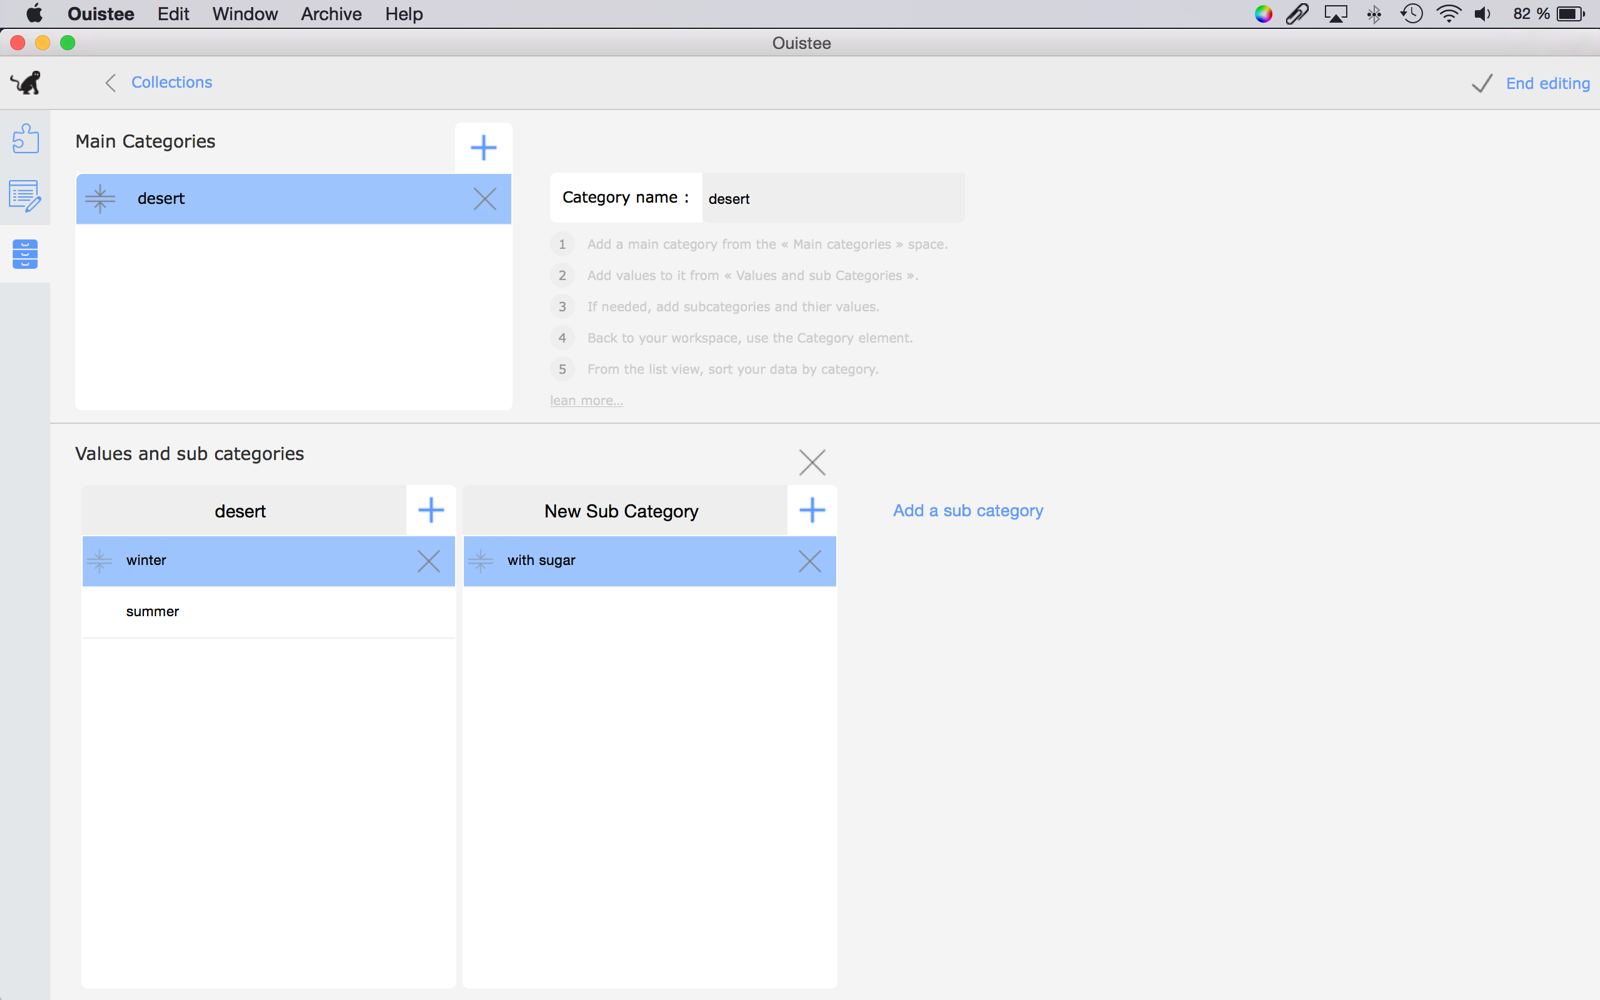 Ouistee Edit Window Archive Help 82 %
Ouistee
Collections End editing
Main Categories
desert
Category name : desert
1 Add a main category from the « Main categories » space.
2 Add values to it from « Values and sub Categories ».
3 If needed, add subcategories and thier values.
4 Back to your workspace, use the Category element.
5 From the list view, sort your data by category.
lean more...
Values and sub categories
desert New Sub Category Add a sub category
winter with sugar
summer